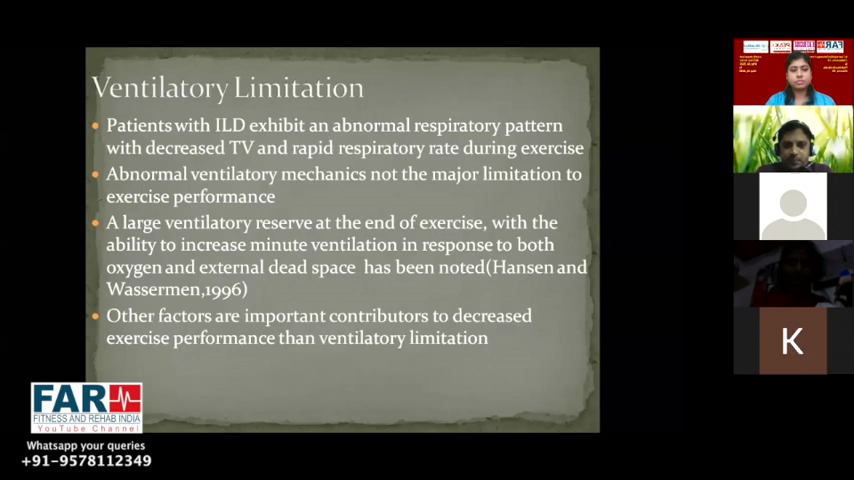 Ventilatory Limitation
Patients with ILD exhibit an abnormal respiratory pattern
with decreased TV and rapid respiratory rate during exercise
Abnormal ventilatory mechanics not the major limitation to
exercise performance
A large ventilatory reserve at the end of exercise, with the
ability to increase minute ventilation in response to both
oxygen and external dead space has been noted(Hansen and
Wassermen,1996)
Other factors are important contributors to decreased
exercise performance than ventilatory limitation
FAR
FITNESS AND REHAB INDIA
YouTube Channel
Whatsapp your queries
+91-9578112349
K